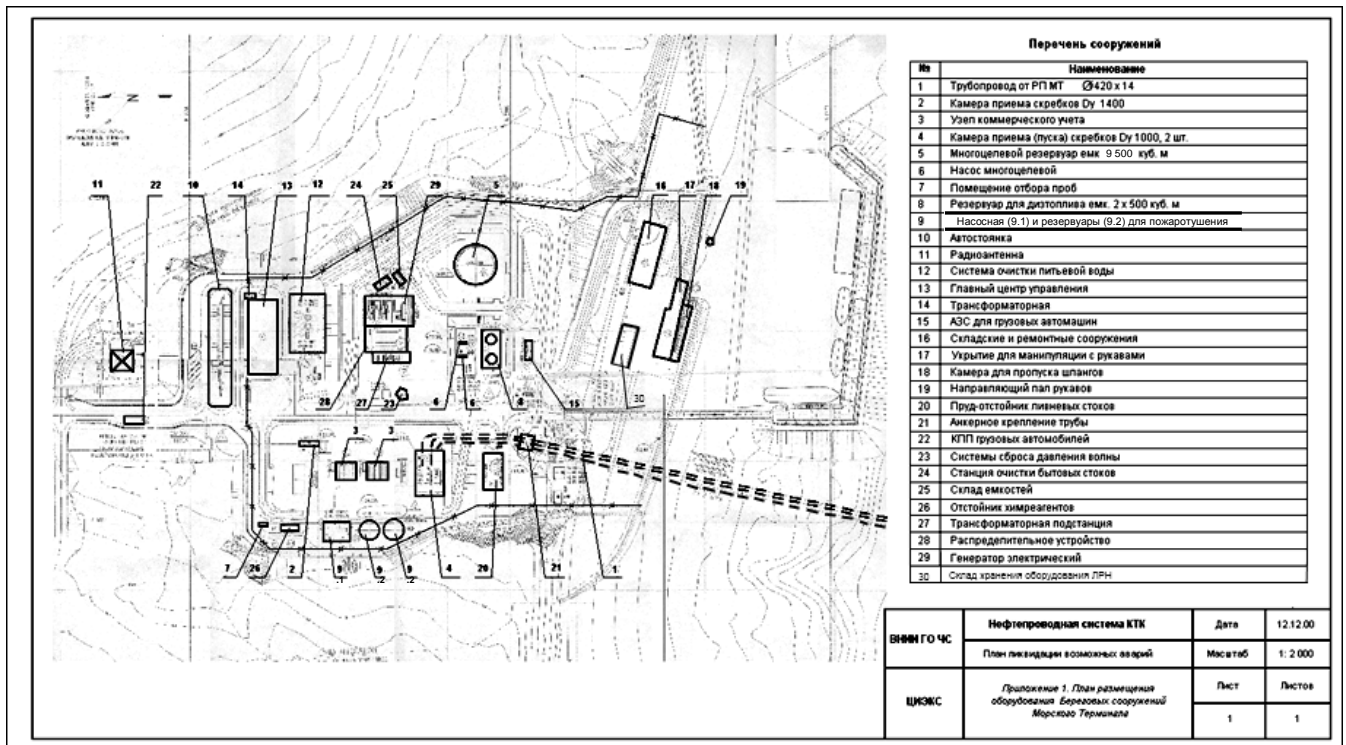 Перечень сооружений
№ Наименование
1 Трубопровод от РП МТ Ø420 x 14
2 Камера приема скребков Dy 1400
3 Узел коммерческого учета
4 Камера приема (пуска) скребков Dy 1000, 2 шт.
5 Многоцелевой резервуар емк 9 500 куб. м
6 Насос многоцелевой
7 Помещение отбора проб
8 Резервуар для дизтоплива емк. 2 x 500 куб. м
9 Насосная (9.1) и резервуары (9.2) для пожаротушения
10 Автостоянка
11 Радиоантенна
12 Система очистки питьевой воды
13 Главный центр управления
14 Трансформаторная
15 АЗС для грузовых автомашин
16 Складские и ремонтные сооружения
17 Укрытие для манипуляции с рукавами
18 Камера для пропуска шлангов
19 Направляющий пал рукавов
20 Пруд-отстойник ливневых стоков
21 Анкерное крепление трубы
22 КПП грузовых автомобилей
23 Системы сброса давления волны
24 Станция очистки бытовых стоков
25 Склад емкостей
26 Отстойник химреагентов
27 Трансформаторная подстанция
28 Распределительное устройство
29 Генератор электрический
30 Склад хранения оборудования ЛРН
11 22 10 14 13 12 24 25 29 5 16 17 18 19
28 27 23 6 6 8 15 30
3 3
7 26 2 9 9 9 4 20 21 1
.1 .2 .2
ВНИИ ГО ЧС
Нефтепроводная система КТК
Дата
12.12.00
План ликвидации возможных аварий
Масштаб
1: 2 000
ЦИЭКС
Приложение 1. План размещения
оборудования Береговых сооружений
Морского Терминала
Лист
Листов
1
1